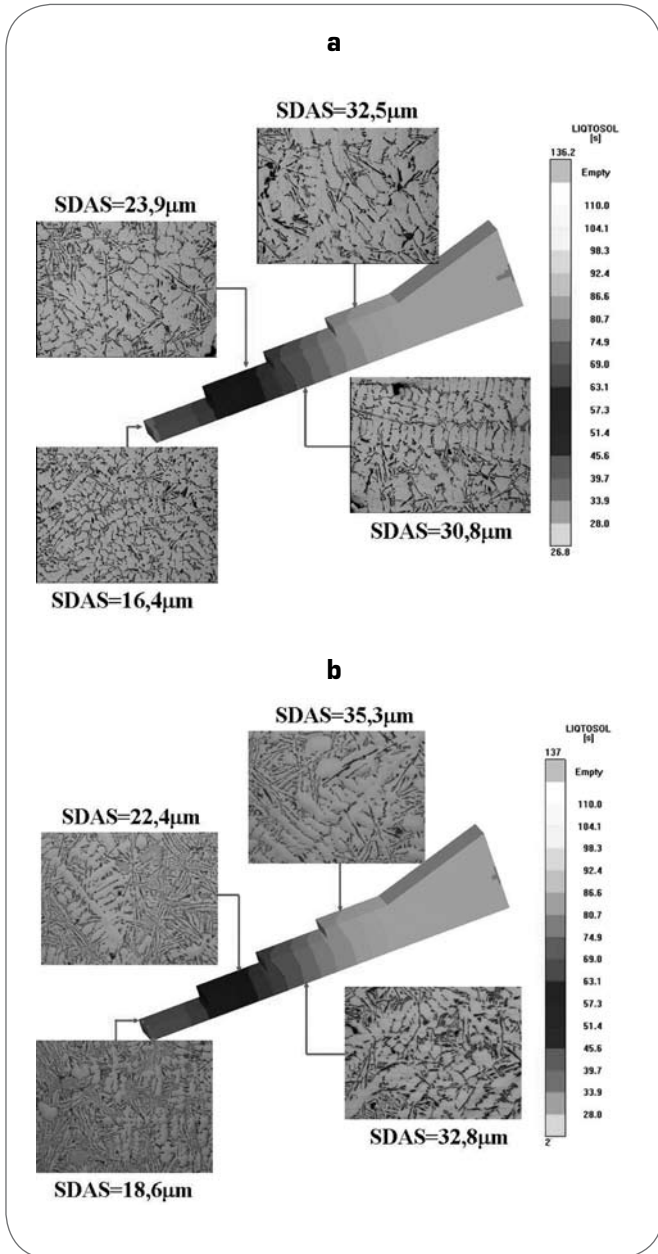 a
SDAS=32,5μm
SDAS=23,9μm
SDAS=30,8μm
SDAS=16,4μm
LIQTOSOL
[s]
136.2
Empty
110.0
104.1
98.3
92.4
86.6
80.7
74.9
69.0
63.1
57.3
51.4
45.6
39.7
33.9
28.0
26.8
b
SDAS=35,3μm
SDAS=22,4μm
SDAS=32,8μm
SDAS=18,6μm
LIQTOSOL
[s]
137
Empty
110.0
104.1
98.3
92.4
86.6
80.7
74.9
69.0
63.1
57.3
51.4
45.6
39.7
33.9
28.0
2